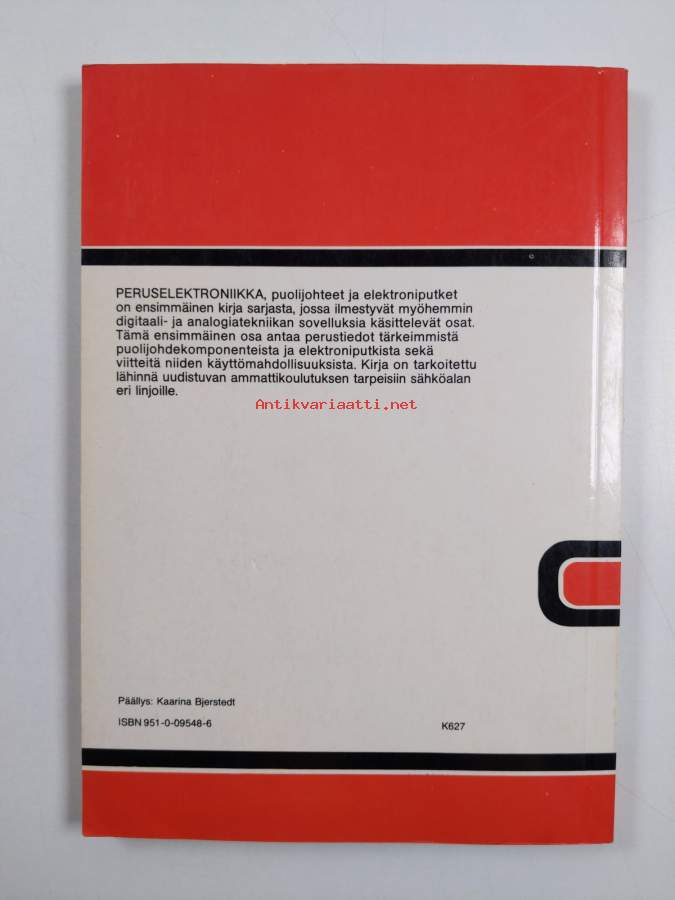 PERUSELEKTRONIIKKA, puolijohteet ja elektroniputket
on ensimmäinen kirja sarjasta, jossa ilmestyvät myöhemmin
digitaali- ja analogiatekniikan sovelluksia käsittelevät osat.
Tämä ensimmäinen osa antaa perustiedot tärkeimmistä
puolijohdekomponenteista ja elektroniputkista sekä
viitteitä niiden käyttömahdollisuuksista. Kirja on tarkoitettu
lähinnä uudistuvan ammattikoulutuksen tarpeisiin sähköalan
eri linjoille.
Antikvariaatti.net
Päällys: Kaarina Bjerstedt
ISBN 951-0-09548-6
K627